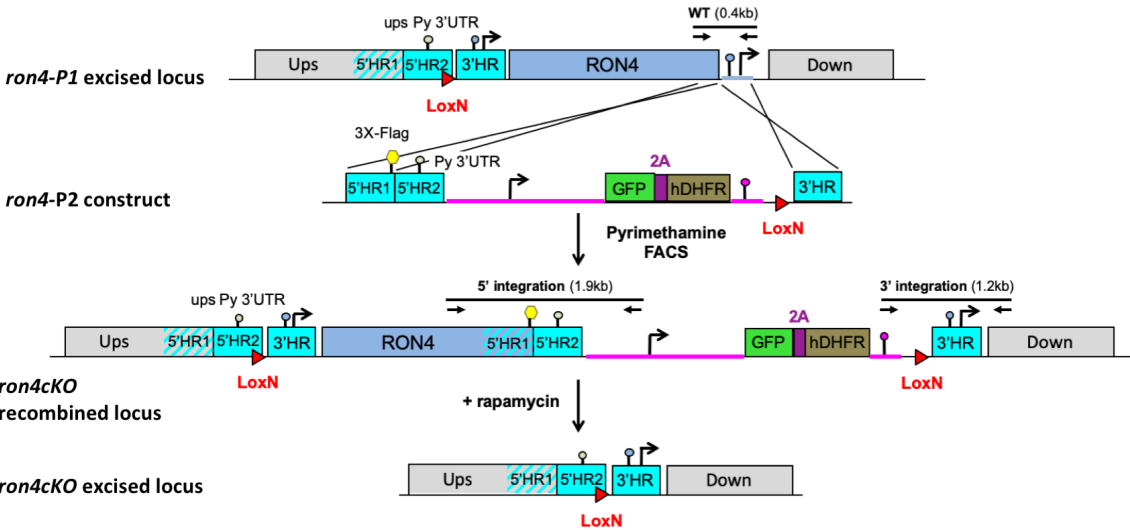 WT (0.4kb)
ups Py 3'UTR
ron4-P1 excised locus
Ups 5'HR1 5'HR2 3'HR RON4 Down
LoxN
3X-Flag
Py 3'UTR
2A
ron4-P2 construct
5'HR1 5'HR2 GFP hDHFR 3'HR
LoxN
Pyrimethamine
FACS
5' integration (1.9kb) 3' integration (1.2kb)
ups Py 3'UTR
2A
Ups 5'HR1 5'HR2 3'HR RON4 5'HR1 5'HR2 GFP hDHFR 3'HR Down
LoxN LoxN
ron4cKO
recombined locus
+ rapamycin
ron4cKO excised locus
Ups 5'HR1 5'HR2 3'HR Down
LoxN